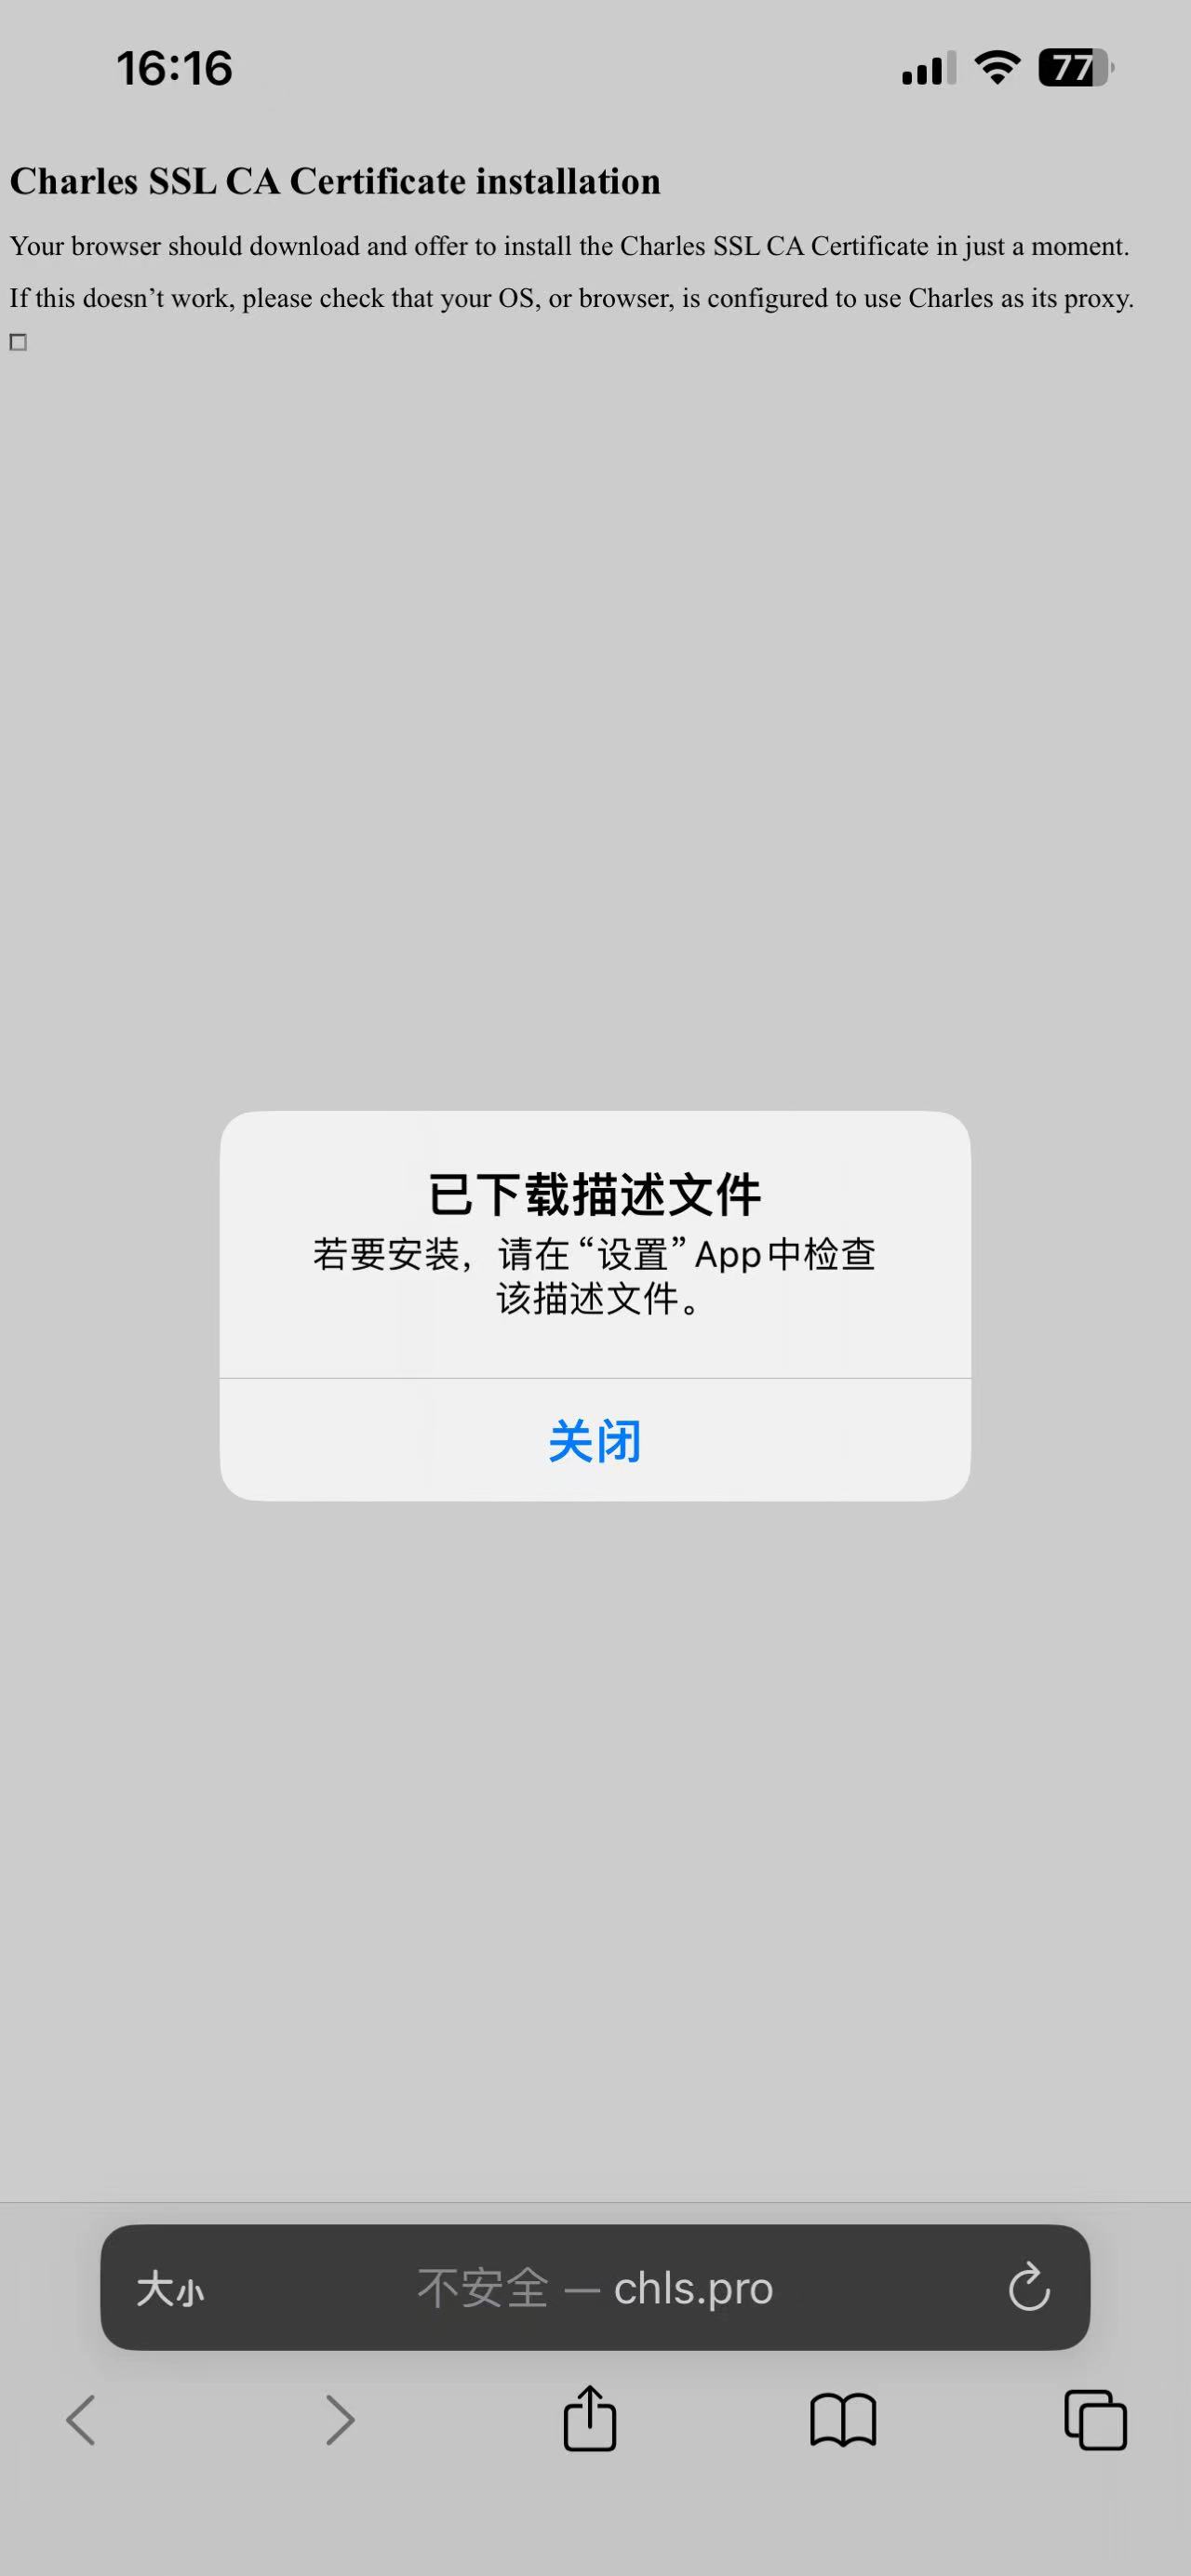 16:16
77
Charles SSL CA Certificate installation
Your browser should download and offer to install the Charles SSL CA Certificate in just a moment.
If this doesn’t work, please check that your OS, or browser, is configured to use Charles as its proxy.
已下载描述文件
若要安装，请在“设置”App中检查
该描述文件。
关闭
大小 不安全 — chls.pro